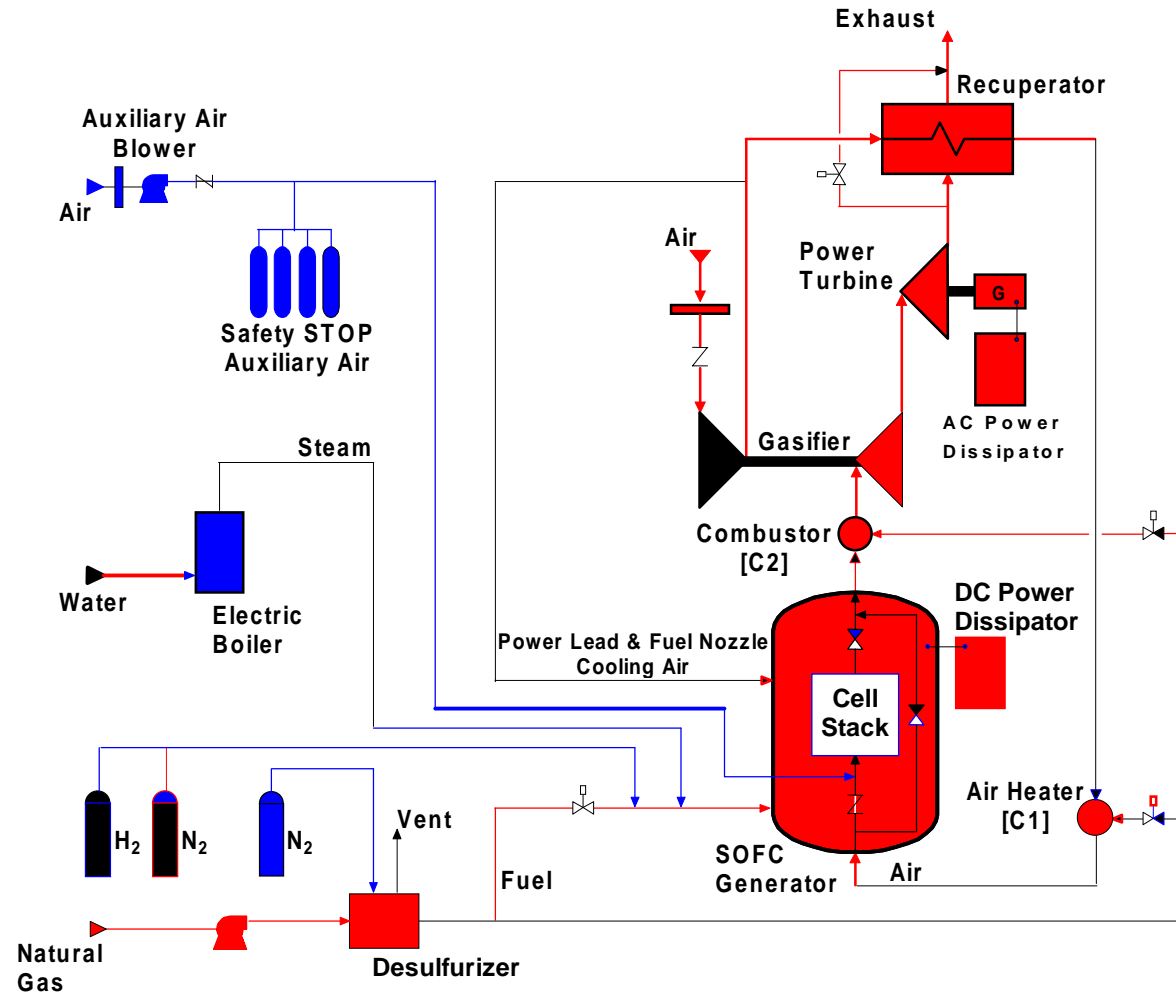 Exhaust
Recuperator
Auxiliary Air
Blower
Air
Air
Power
Turbine
G
Safety STOP
Auxiliary Air
AC Power
Dissipator
Gasifier
Steam
Combustor
[C2]
Water
Electric
Boiler
DC Power
Dissipator
Power Lead & Fuel Nozzle
Cooling Air
Cell
Stack
Air Heater
[C1]
H2
N2
N2
Vent
SOFC
Generator
Air
Fuel
Natural
Gas
Desulfurizer